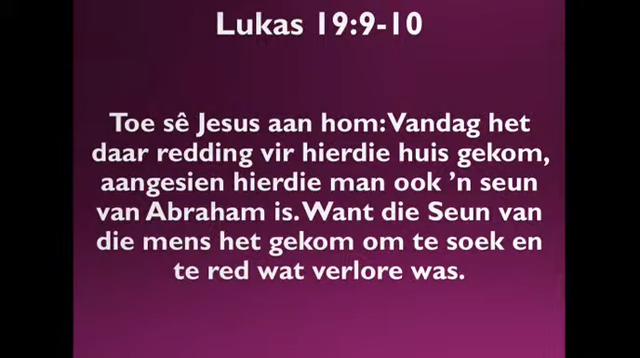 Lukas 19:9-10
Toe sê Jesus aan hom:Vandag het
daar redding vir hierdie huis gekom,
aangesien hierdie man ook ’n seun
van Abraham is.Want die Seun van
die mens het gekom om te soek en
te red wat verlore was.